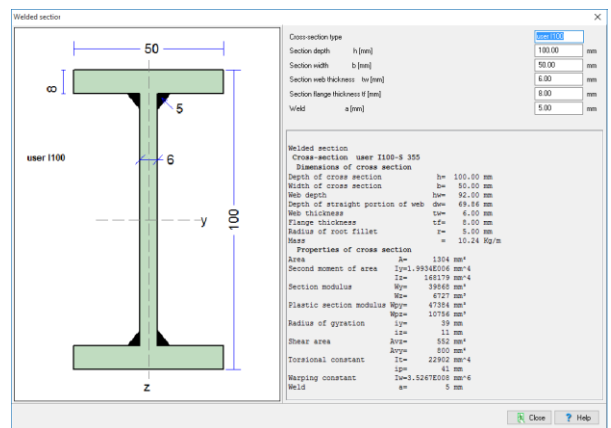 Welded section
50
8
5
user I100
6
y
100
z
Cross-section type user I100
Section depth h [mm] 100.00 mm
Section width b [mm] 50.00 mm
Section web thickness tw [mm] 6.00 mm
Section flange thickness tf [mm] 8.00 mm
Weld a [mm] 5.00 mm
Welded section
Cross-section user I100-S 355
Dimensions of cross section
Depth of cross section h= 100.00 mm
Width of cross section b= 50.00 mm
Web depth hw= 92.00 mm
Depth of straight portion of web dw= 69.86 mm
Web thickness tw= 6.00 mm
Flange thickness tf= 8.00 mm
Radius of root fillet r= 5.00 mm
Mass = 10.24 Kg/m
Properties of cross section
Area A= 1304 mm²
Second moment of area Iy=1.9934E006 mm^4
Iz= 168179 mm^4
Section modulus Wy= 39868 mm³
Wz= 6727 mm³
Plastic section modulus Wpy= 47384 mm³
Wpz= 10756 mm³
Radius of gyration iy= 39 mm
iz= 11 mm
Shear area Avz= 552 mm²
Avy= 800 mm²
Torsional constant It= 22902 mm^4
ip= 41 mm
Warping constant Iw=3.5267E008 mm^6
Weld a= 5 mm
Close ? Help